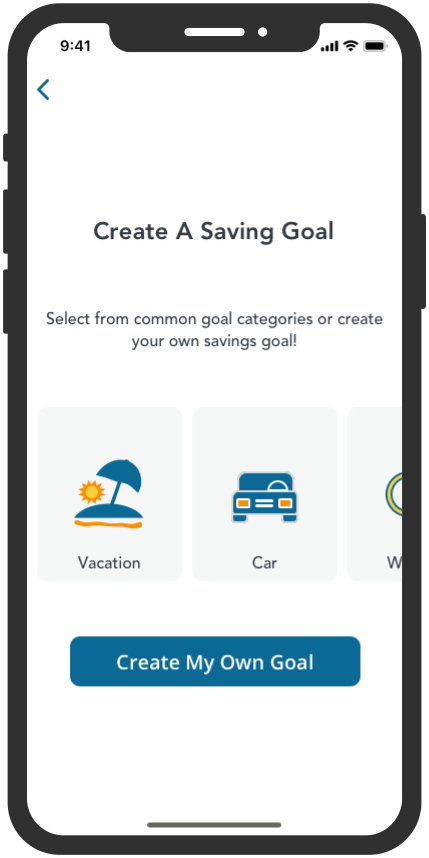 9:41
Create A Saving Goal
Select from common goal categories or create
your own savings goal!
Vacation
Car
Create My Own Goal